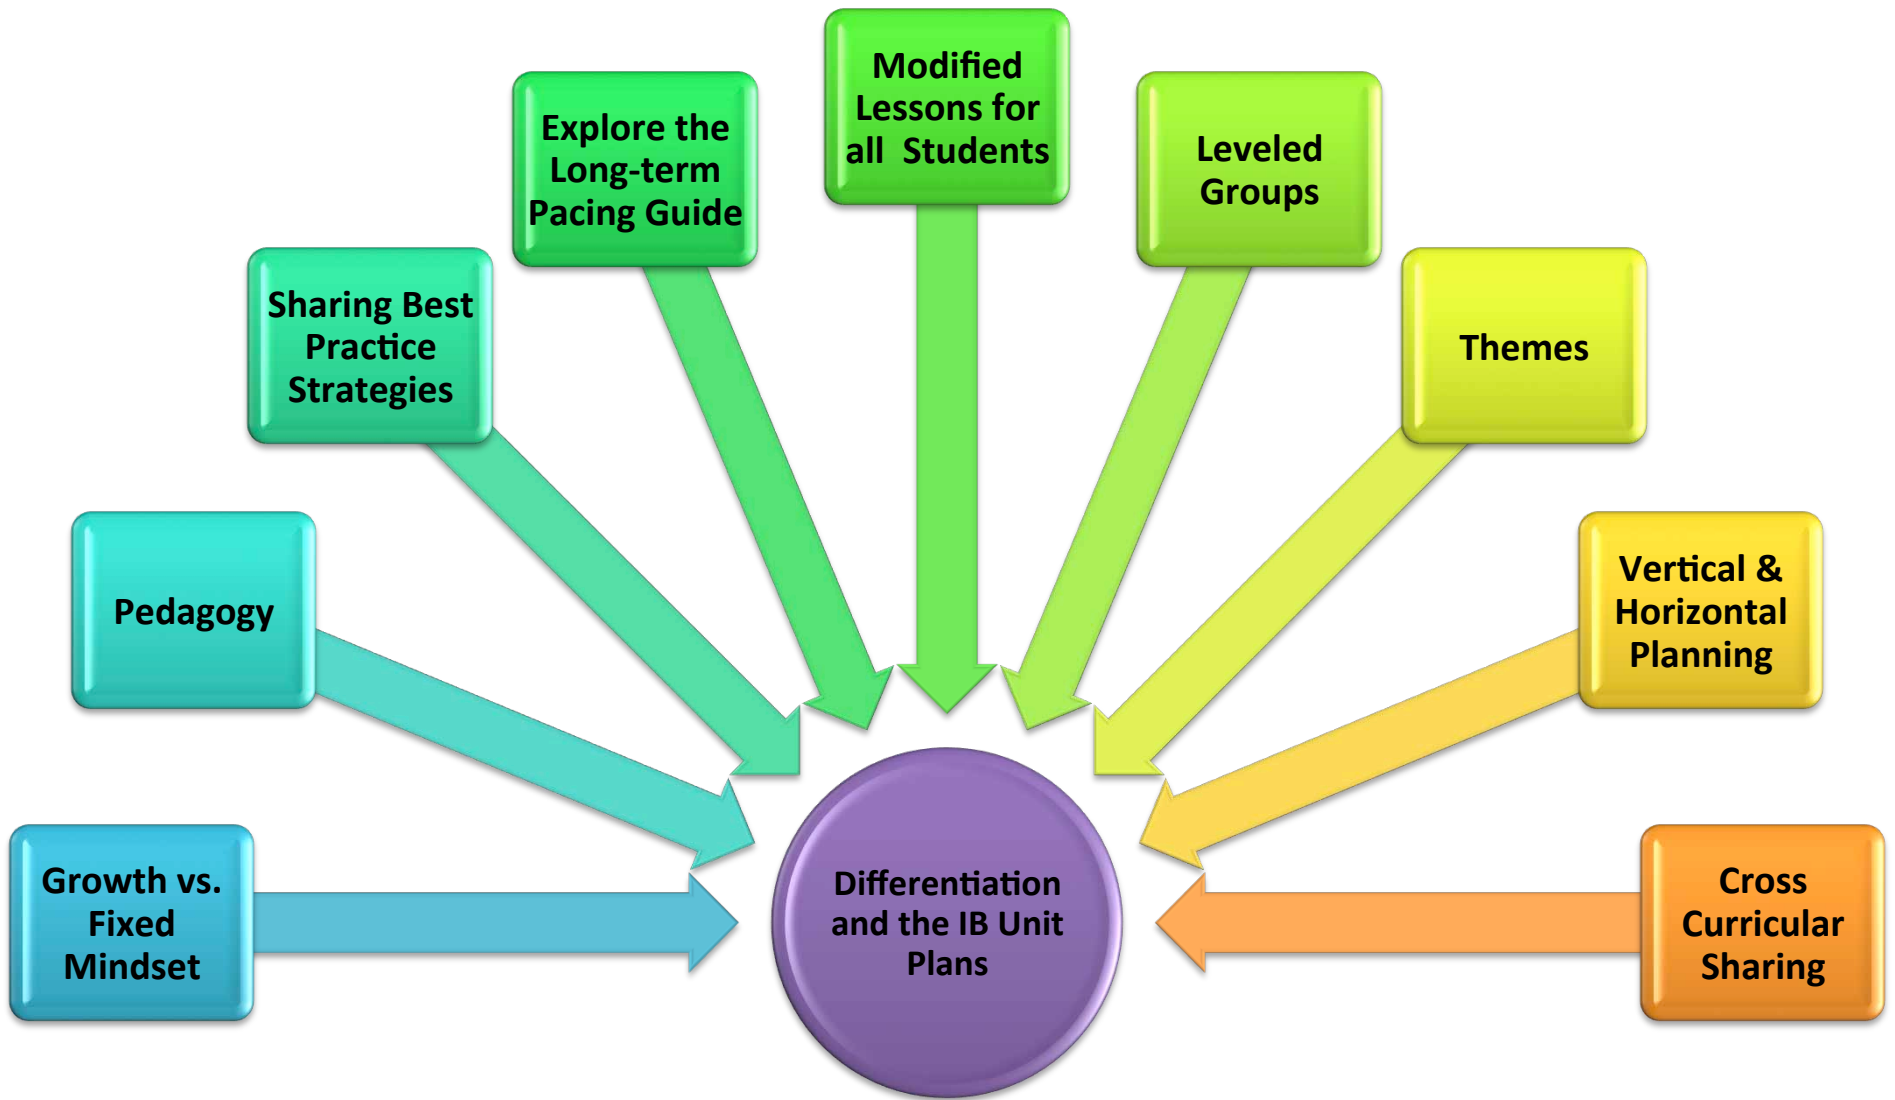 Growth vs.
Fixed
Mindset
Pedagogy
Sharing Best
Practice
Strategies
Explore the
Long-term
Pacing Guide
Modified
Lessons for
all  Students
Leveled
Groups
Themes
Vertical &
Horizontal
Planning
Cross
Curricular
Sharing
Differentiation
and the IB Unit
Plans